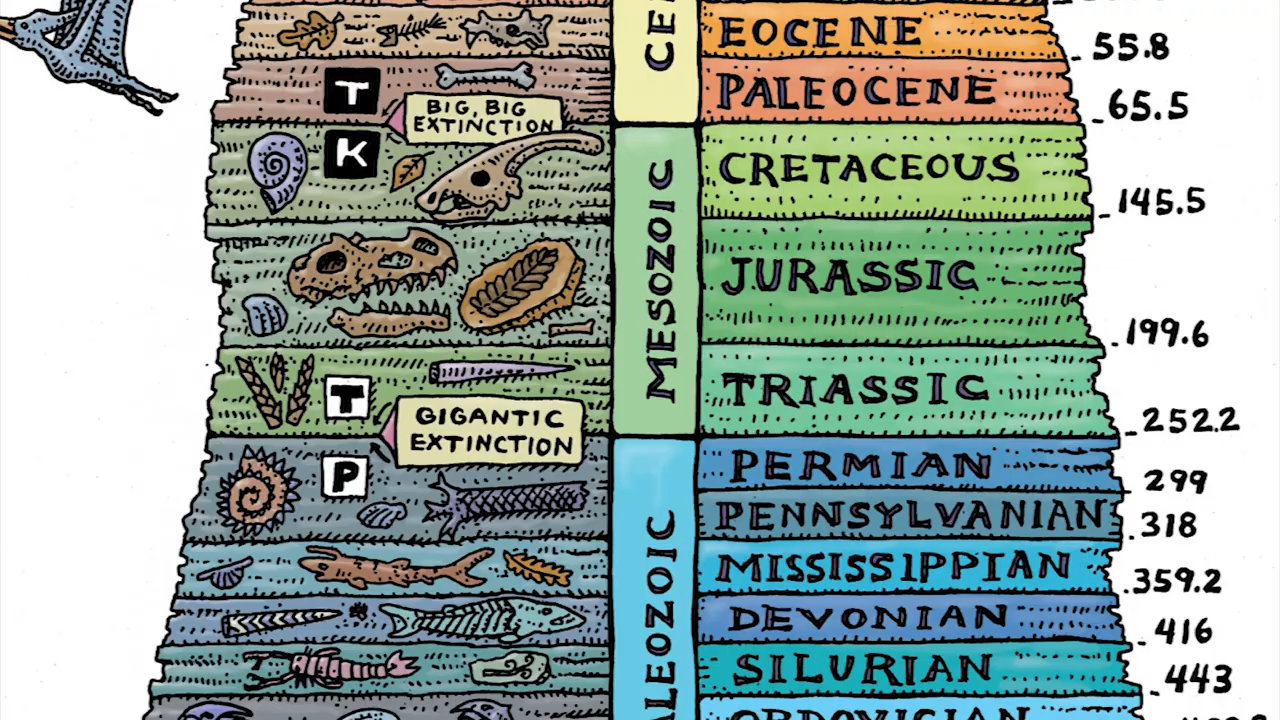 EOCENE
55.8
T
PALEOCENE
65.5
BIG, BIG
EXTINCTION
K
CRETACEOUS
145.5
MESOZOIC
JURASSIC
199.6
T
TRIASSIC
252.2
GIGANTIC
EXTINCTION
P
PERMIAN
299
PENNSYLVANIAN
318
MISSISSIPPIAN
359.2
DEVONIAN
416
SILURIAN
443